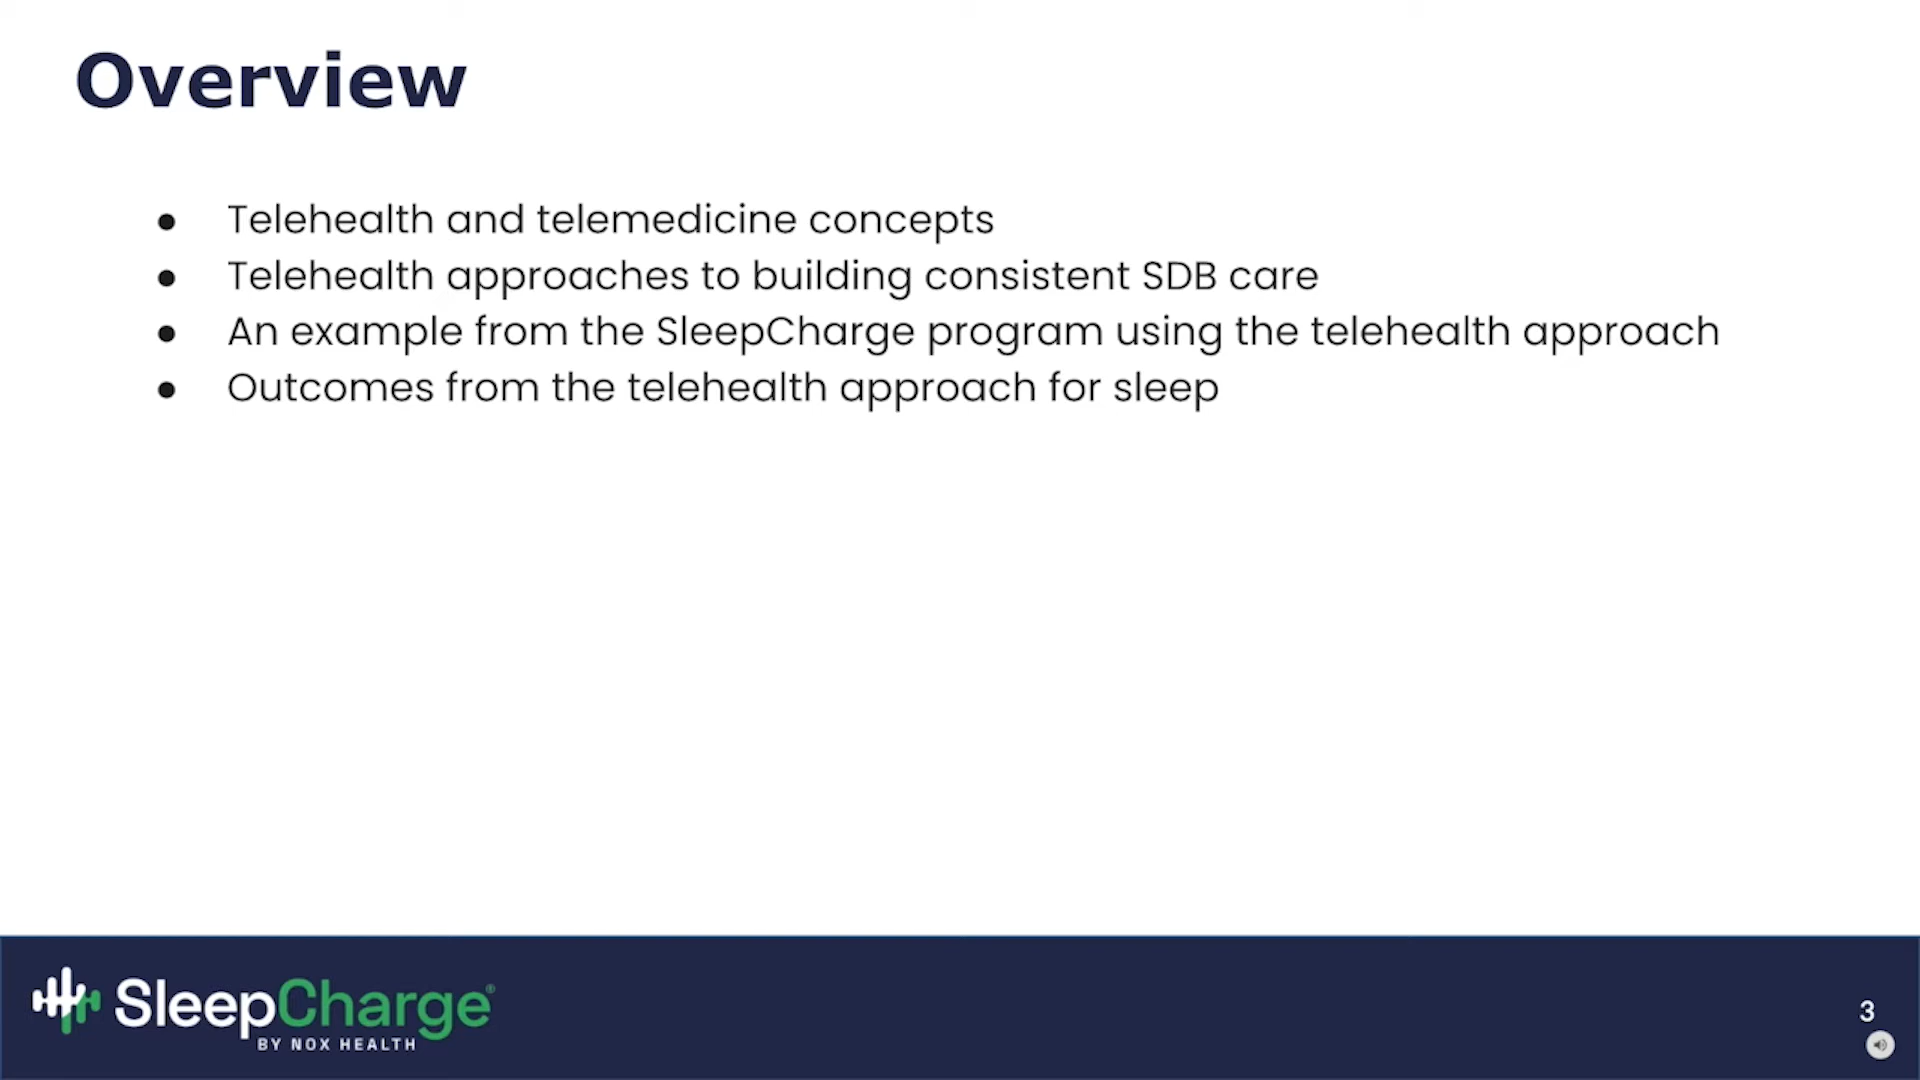 Overview
● Telehealth and telemedicine concepts
● Telehealth approaches to building consistent SDB care
● An example from the SleepCharge program using the telehealth approach
● Outcomes from the telehealth approach for sleep
SleepCharge®
BY NOX HEALTH
3